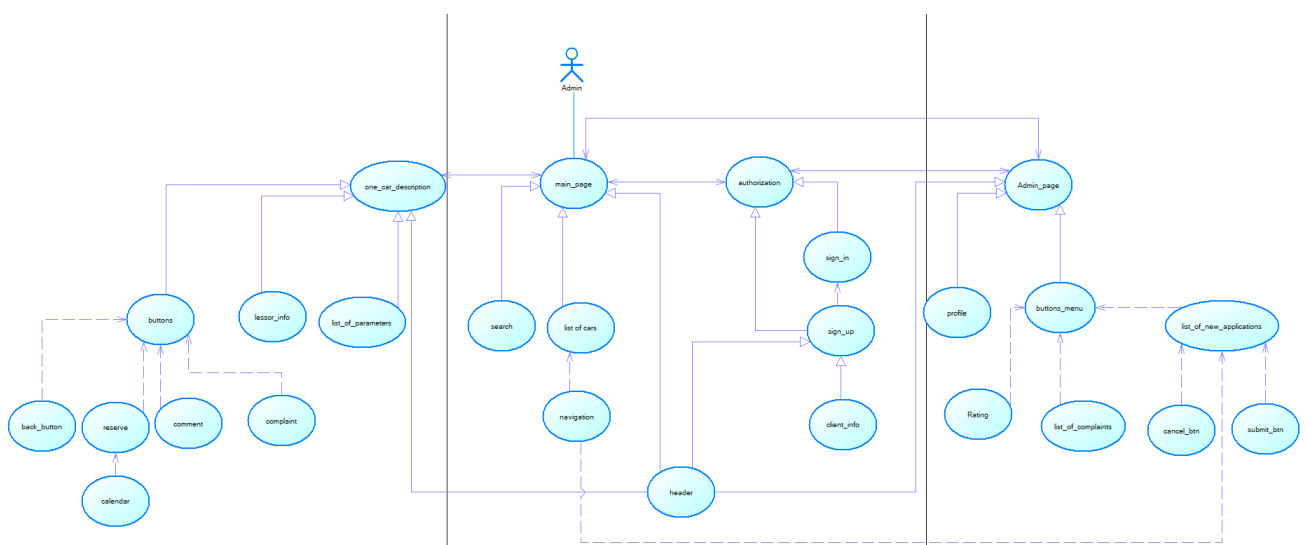 Admin
one_car_description
main_page
authorization
Admin_page
sign_in
buttons
lessor_info
list_of_parameters
search
list of cars
sign_up
profile
buttons_menu
list_of_new_applications
back_button
reserve
comment
complaint
navigation
client_info
Rating
list_of_complaints
cancel_btn
submit_btn
calendar
header